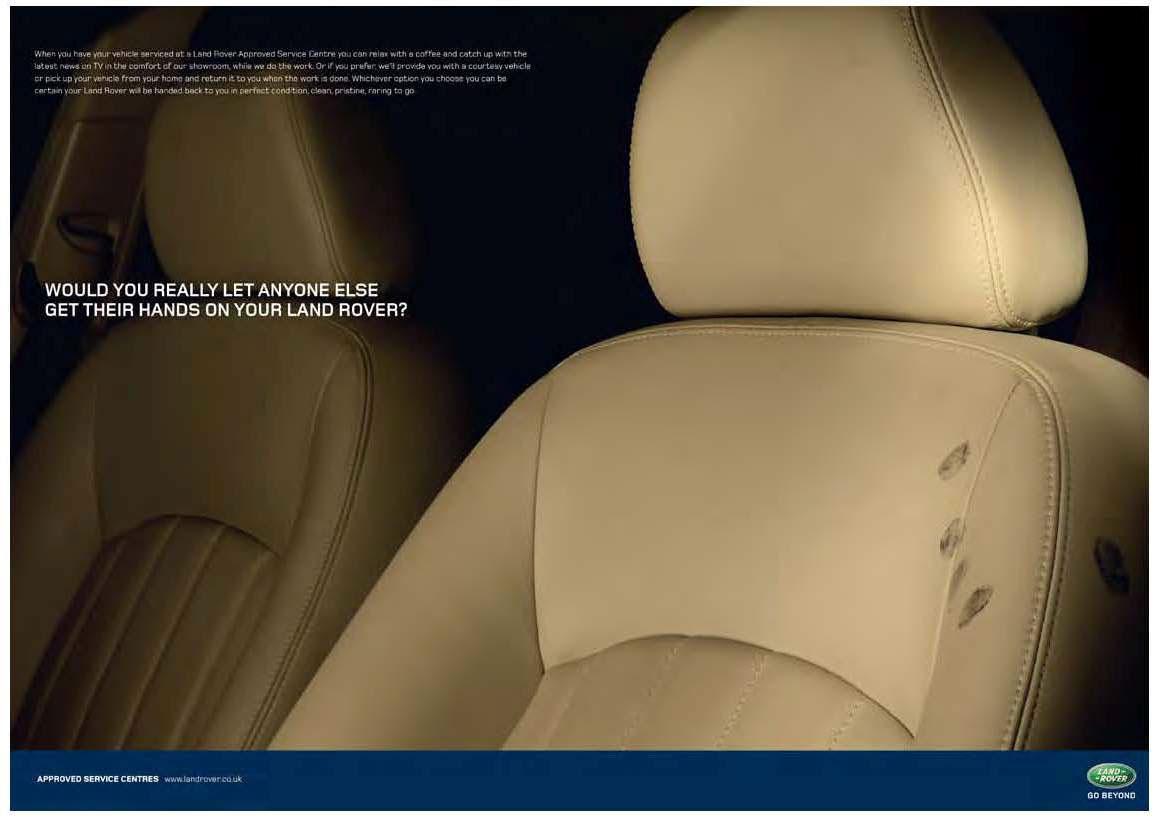 When you have your vehicle serviced at a Land Rover Approved Service Centre you can relax with a coffee and catch up with the
latest news on TV in the comfort of our showroom, while we do the work. Or if you prefer, we'll provide you with a courtesy vehicle
or pick up your vehicle from your home and return it to you when the work is done. Whichever option you choose you can be
certain your Land Rover will be handed back to you in perfect condition, clean, pristine, raring to go.
WOULD YOU REALLY LET ANYONE ELSE
GET THEIR HANDS ON YOUR LAND ROVER?
APPROVED SERVICE CENTRES www.landrover.co.uk
LAND-
-ROVER
GO BEYOND